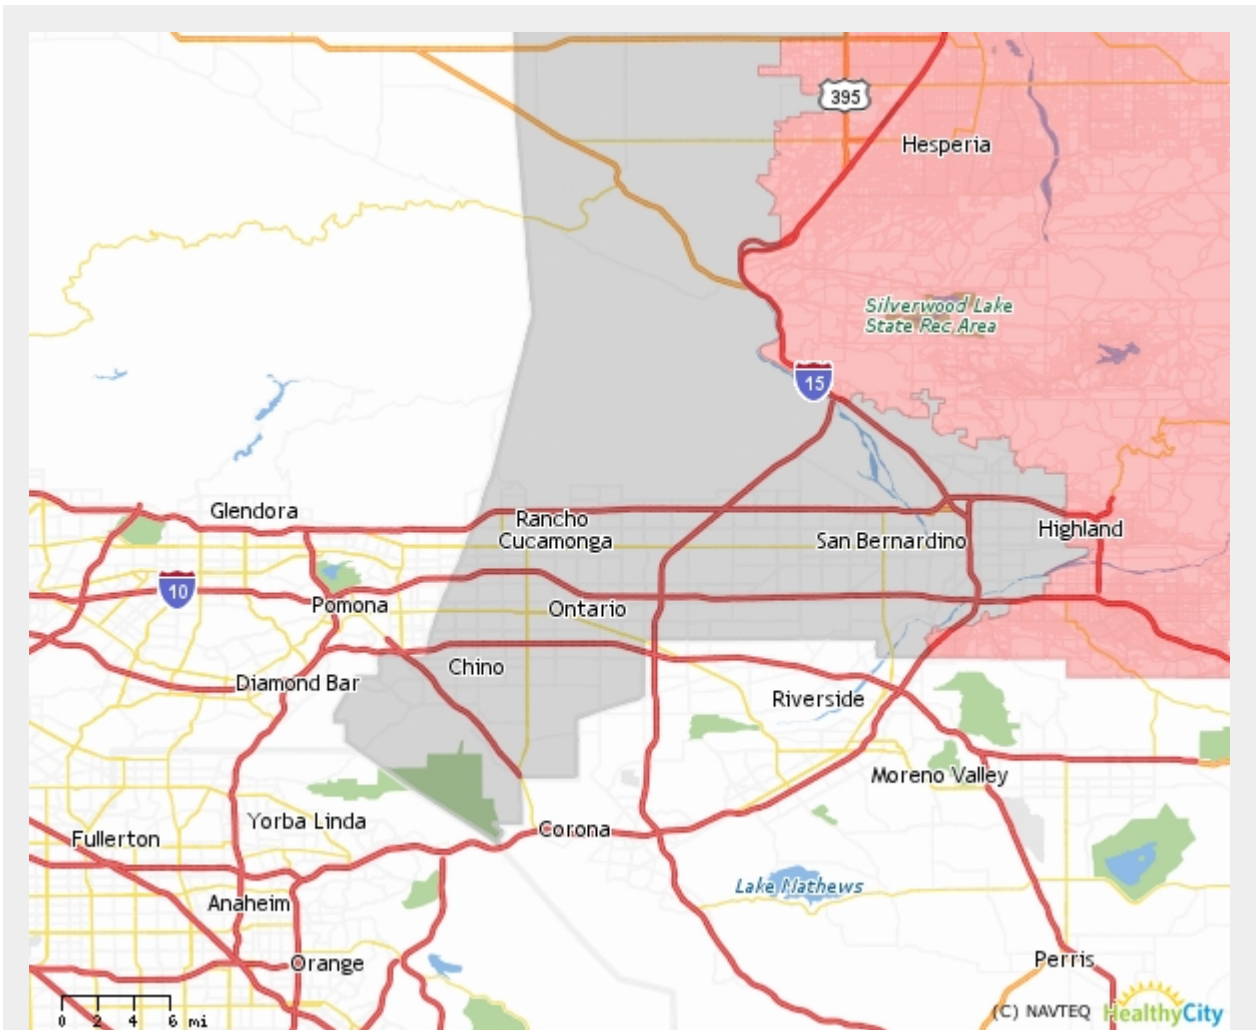 395
Hesperia
Silverwood Lake
State Rec Area
15
Glendora
Rancho
Cucamonga
San Bernardino
Highland
10
Pomona
Ontario
Chino
Diamond Bar
Riverside
Moreno Valley
Yorba Linda
Fullerton
Corona
Lake Mathews
Anaheim
Orange
Perris
0 2 4 6 mi
(C) NAVTEQ HealthyCity